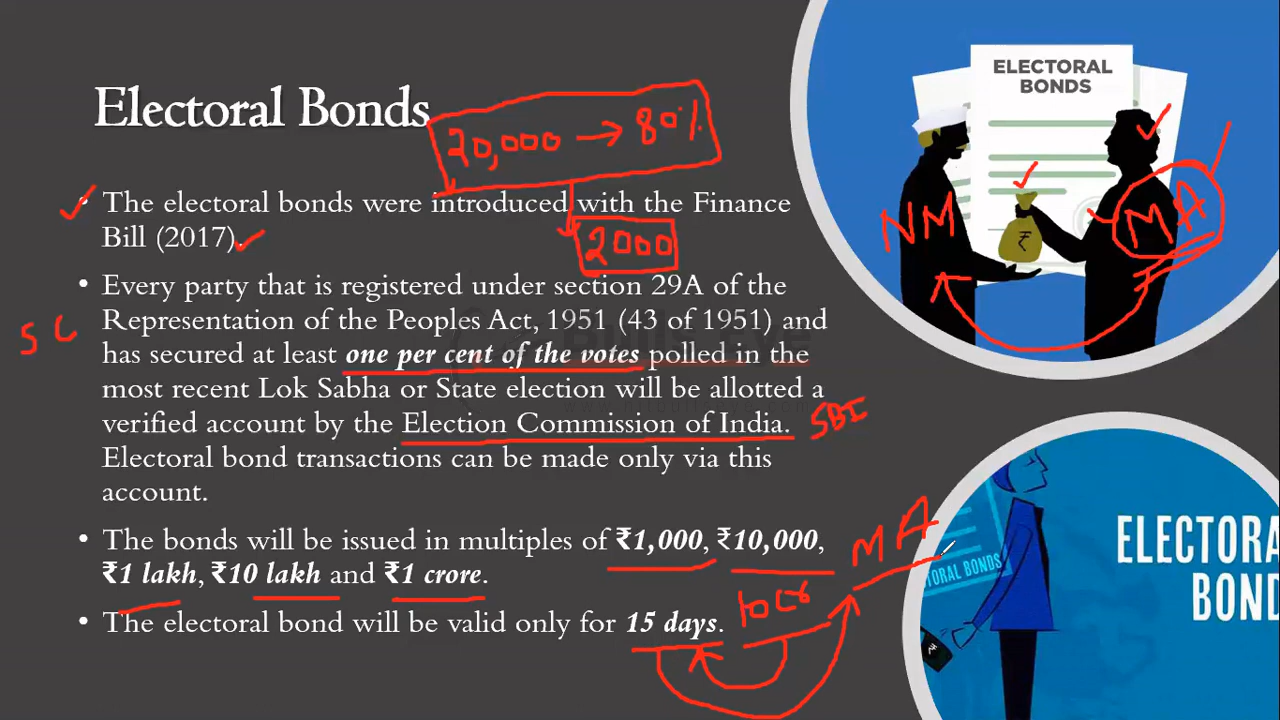 Electoral Bonds
20,000 → 80%
• The electoral bonds were introduced with the Finance
Bill (2017).
2000
• Every party that is registered under section 29A of the
Representation of the Peoples Act, 1951 (43 of 1951) and
SC
has secured at least one per cent of the votes polled in the
most recent Lok Sabha or State election will be allotted a
verified account by the Election Commission of India.
SBI
Electoral bond transactions can be made only via this
account.
• The bonds will be issued in multiples of ₹1,000, ₹10,000,
₹1 lakh, ₹10 lakh and ₹1 crore.
MA
10 Cr
• The electoral bond will be valid only for 15 days.
ELECTORAL
BONDS
₹
NM
MA
TORAL BONDS
ELECTORA
BOND